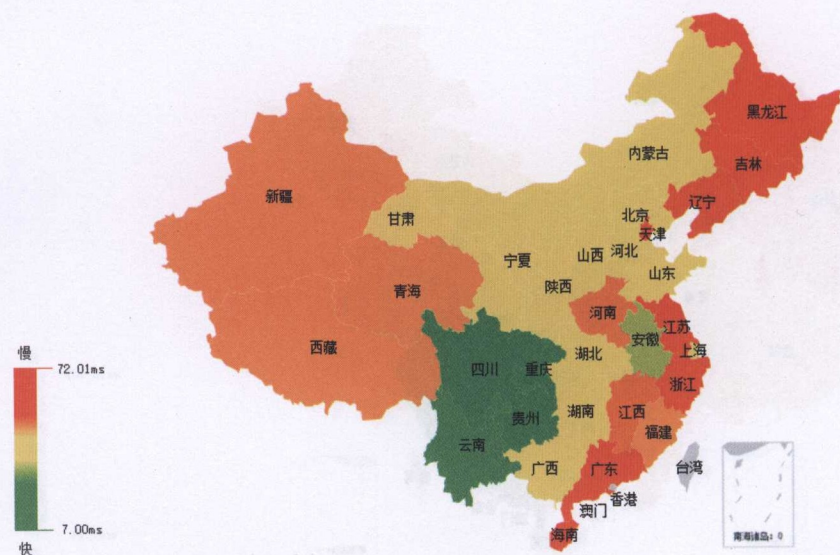 黑龙江
内蒙古
吉林
新疆
辽宁
北京
甘肃
天津
山西
河北
宁夏
山东
陕西
青海
河南
江苏
安徽
西藏
慢
湖北
上海
72.01ms
四川
重庆
浙江
湖南
江西
贵州
福建
云南
广西
广东
台湾
香港
澳门
7.00ms
海南
南海诸岛: 0
快